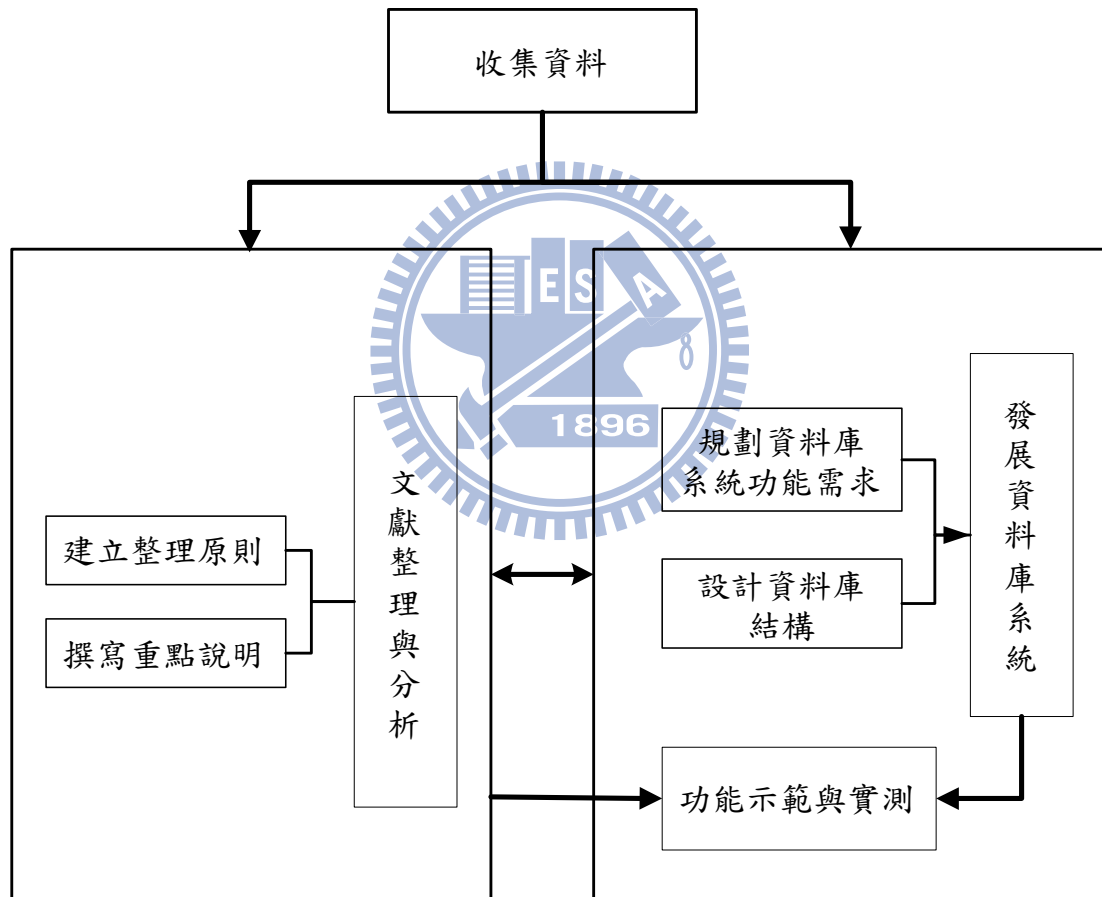 收集資料
E S A
1896
建立整理原則
撰寫重點說明
文獻整理與分析
規劃資料庫
系統功能需求
設計資料庫
結構
發展資料庫系統
功能示範與實測